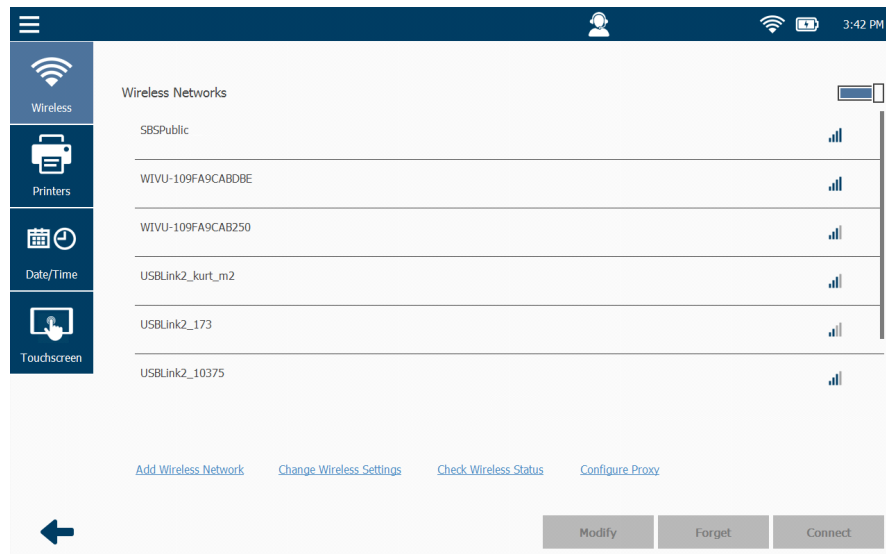 3:42 PM
Wireless
Printers
Date/Time
Touchscreen
Wireless Networks
SBSPublic
WIVU-109FA9CABDBE
WIVU-109FA9CAB250
USBLink2_kurt_m2
USBLink2_173
USBLink2_10375
Add Wireless Network Change Wireless Settings Check Wireless Status Configure Proxy
Modify Forget Connect